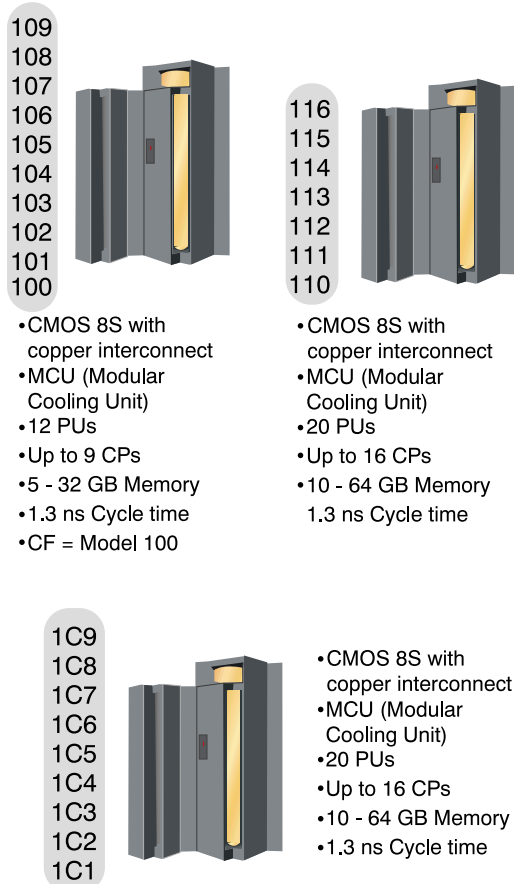 109
108
107
106
105
104
103
102
101
100
•CMOS 8S with
copper interconnect
•MCU (Modular
Cooling Unit)
•12 PUs
•Up to 9 CPs
•5 - 32 GB Memory
•1.3 ns Cycle time
•CF = Model 100
116
115
114
113
112
111
110
•CMOS 8S with
copper interconnect
•MCU (Modular
Cooling Unit)
•20 PUs
•Up to 16 CPs
•10 - 64 GB Memory
1.3 ns Cycle time
1C9
1C8
1C7
1C6
1C5
1C4
1C3
1C2
1C1
•CMOS 8S with
copper interconnect
•MCU (Modular
Cooling Unit)
•20 PUs
•Up to 16 CPs
•10 - 64 GB Memory
•1.3 ns Cycle time